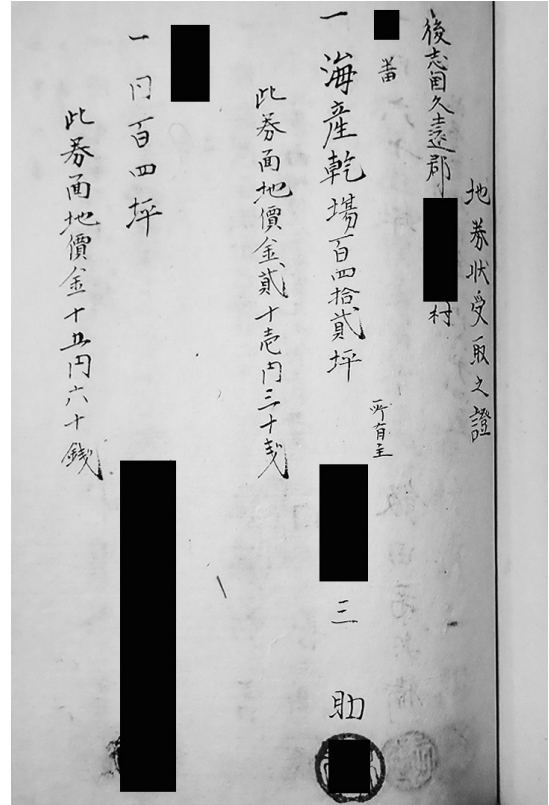 地券状受取之證
後志国久遠郡
村
番
所有主
一海産乾場百四拾貳坪
三助
此券面地價金貳十壱円三十銭
一同百四坪
此券面地價金十五円六十銭